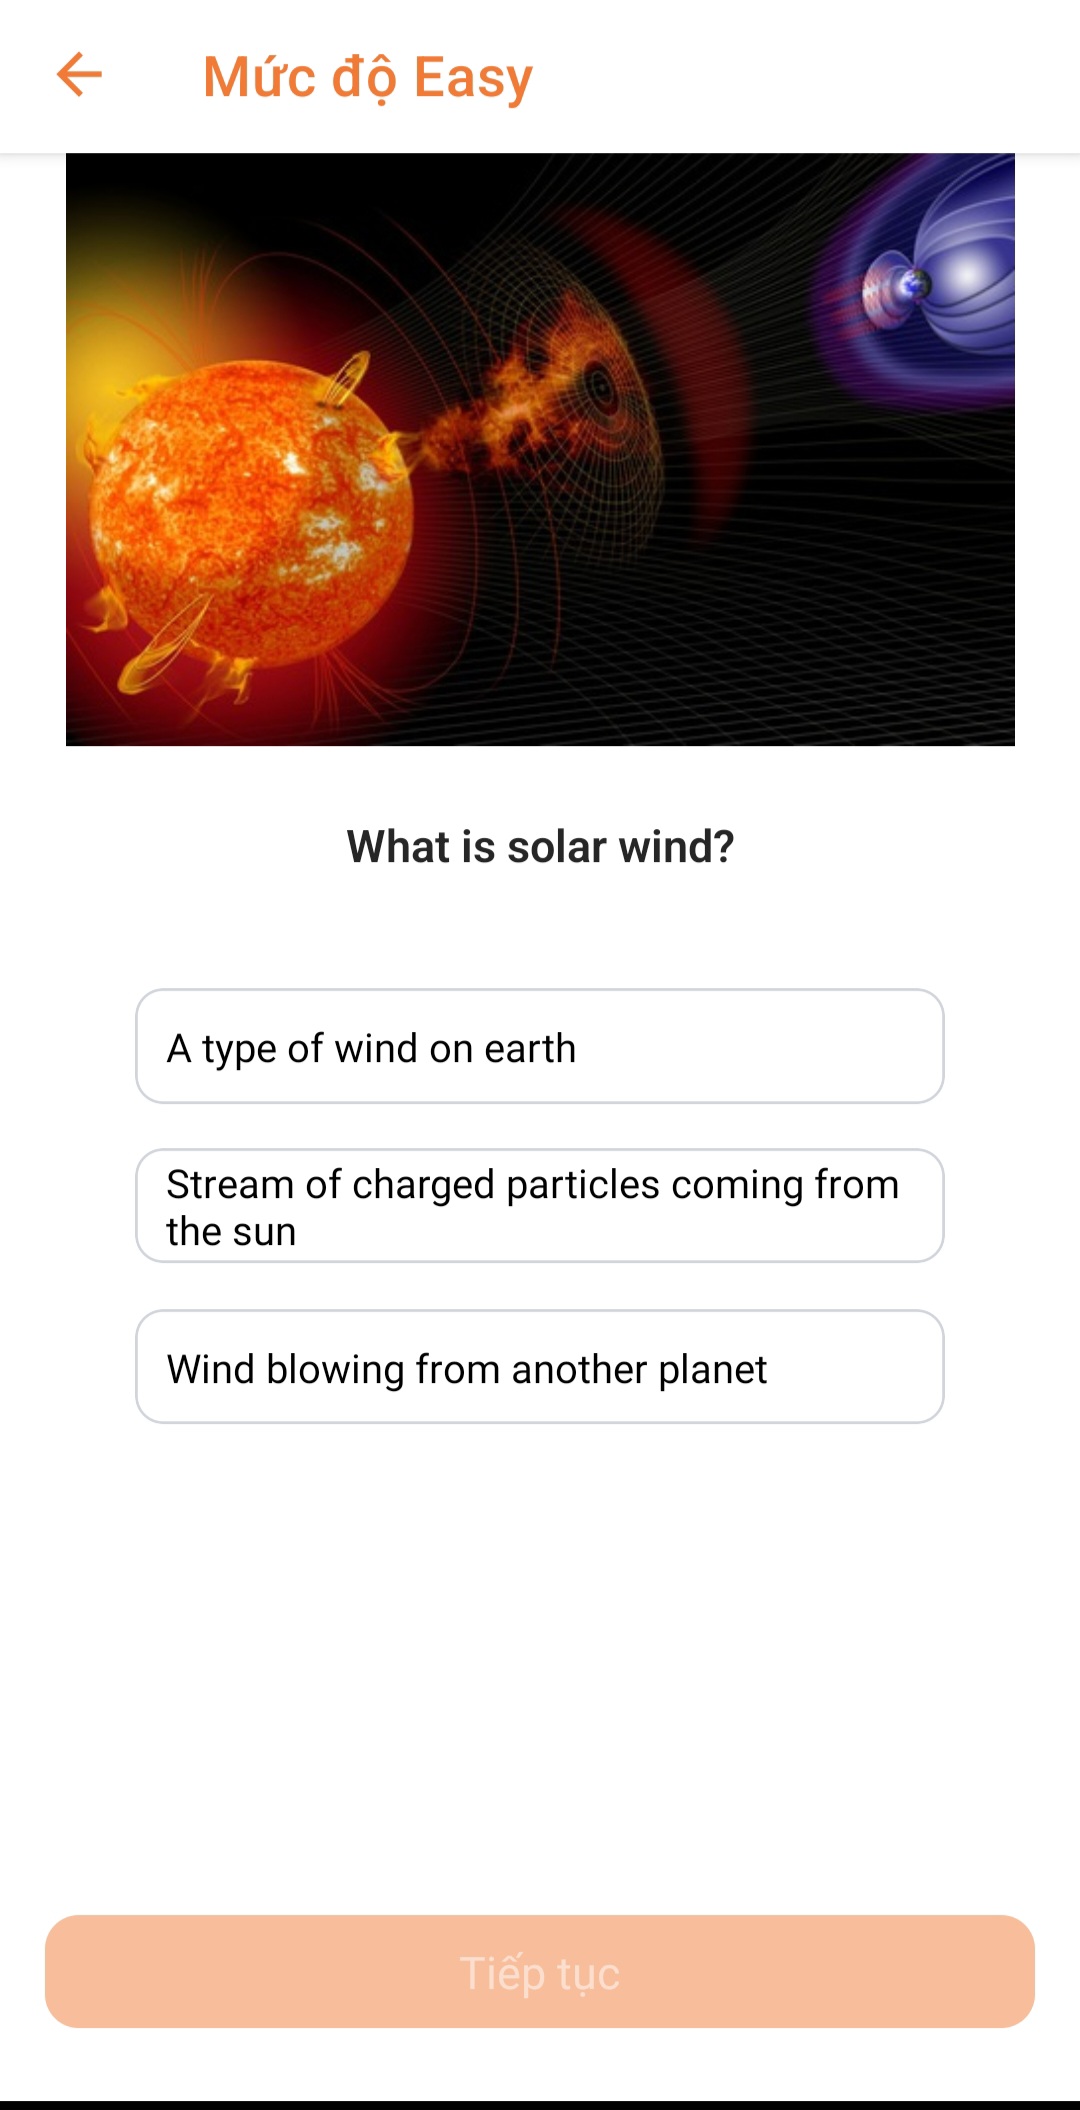 Mức độ Easy
What is solar wind?
A type of wind on earth
Stream of charged particles coming from
the sun
Wind blowing from another planet
Tiếp tục